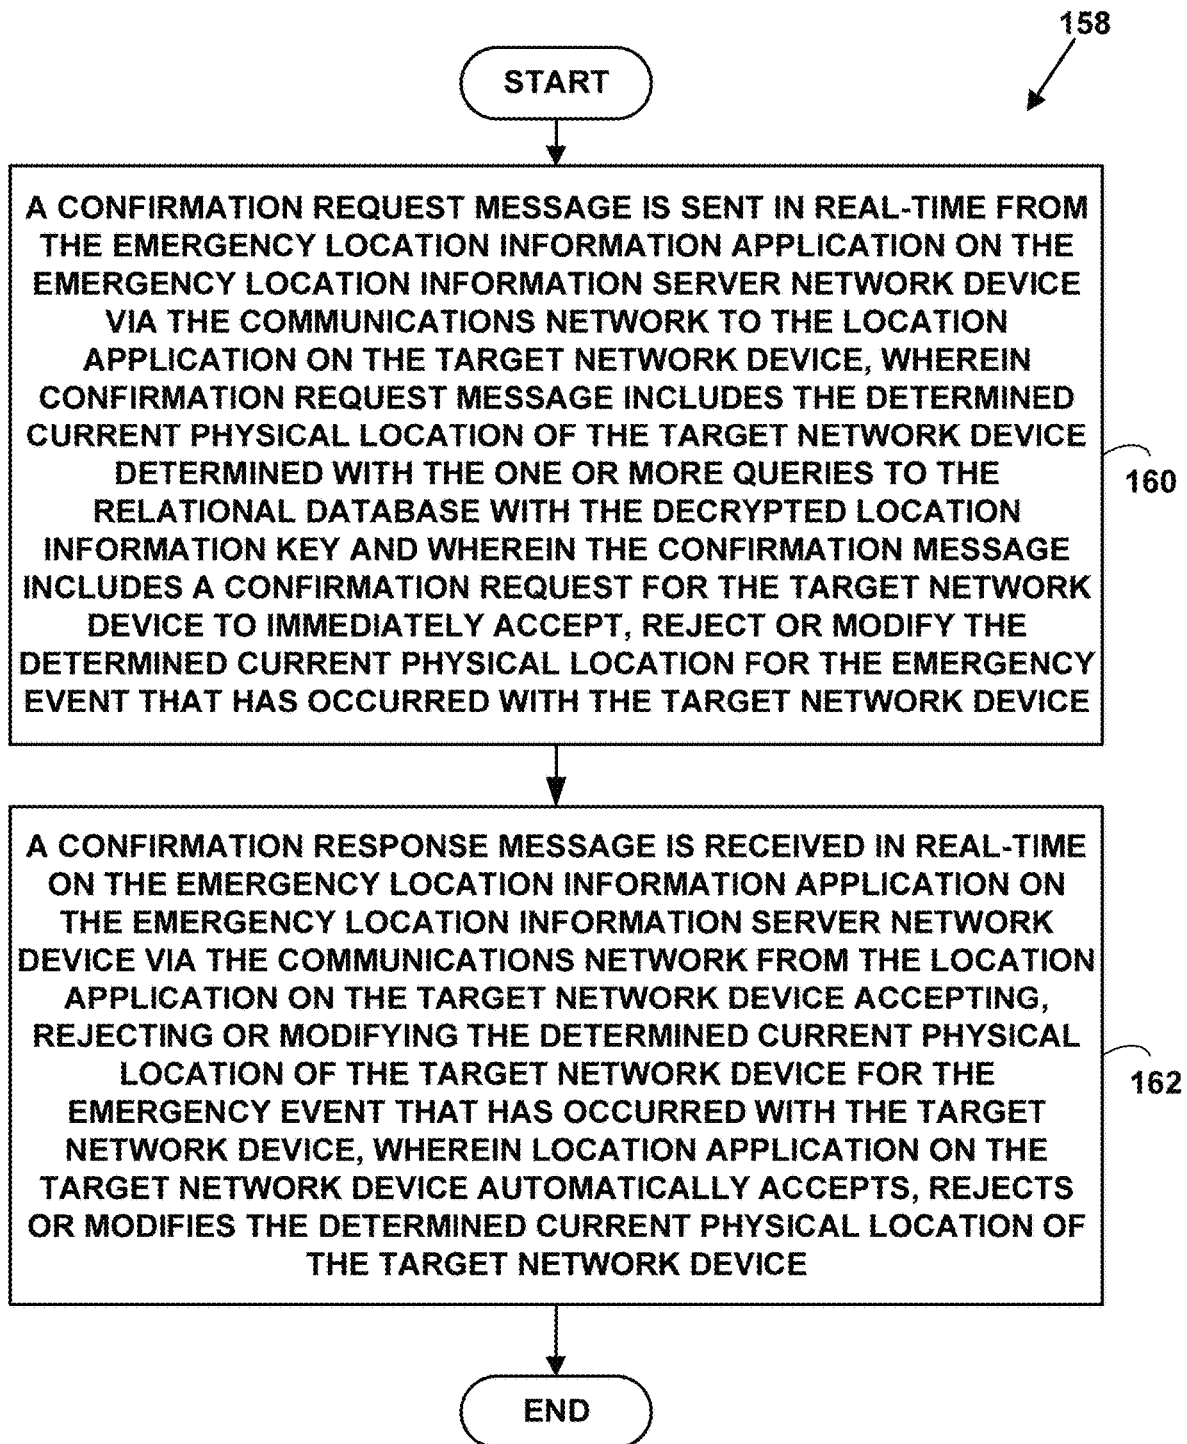 158
START
A CONFIRMATION REQUEST MESSAGE IS SENT IN REAL-TIME FROM
THE EMERGENCY LOCATION INFORMATION APPLICATION ON THE
EMERGENCY LOCATION INFORMATION SERVER NETWORK DEVICE
VIA THE COMMUNICATIONS NETWORK TO THE LOCATION
APPLICATION ON THE TARGET NETWORK DEVICE, WHEREIN
CONFIRMATION REQUEST MESSAGE INCLUDES THE DETERMINED
CURRENT PHYSICAL LOCATION OF THE TARGET NETWORK DEVICE
DETERMINED WITH THE ONE OR MORE QUERIES TO THE
RELATIONAL DATABASE WITH THE DECRYPTED LOCATION
INFORMATION KEY AND WHEREIN THE CONFIRMATION MESSAGE
INCLUDES A CONFIRMATION REQUEST FOR THE TARGET NETWORK
DEVICE TO IMMEDIATELY ACCEPT, REJECT OR MODIFY THE
DETERMINED CURRENT PHYSICAL LOCATION FOR THE EMERGENCY
EVENT THAT HAS OCCURRED WITH THE TARGET NETWORK DEVICE
160
A CONFIRMATION RESPONSE MESSAGE IS RECEIVED IN REAL-TIME
ON THE EMERGENCY LOCATION INFORMATION APPLICATION ON
THE EMERGENCY LOCATION INFORMATION SERVER NETWORK
DEVICE VIA THE COMMUNICATIONS NETWORK FROM THE LOCATION
APPLICATION ON THE TARGET NETWORK DEVICE ACCEPTING,
REJECTING OR MODIFYING THE DETERMINED CURRENT PHYSICAL
LOCATION OF THE TARGET NETWORK DEVICE FOR THE
EMERGENCY EVENT THAT HAS OCCURRED WITH THE TARGET
NETWORK DEVICE, WHEREIN LOCATION APPLICATION ON THE
TARGET NETWORK DEVICE AUTOMATICALLY ACCEPTS, REJECTS
OR MODIFIES THE DETERMINED CURRENT PHYSICAL LOCATION OF
THE TARGET NETWORK DEVICE
162
END